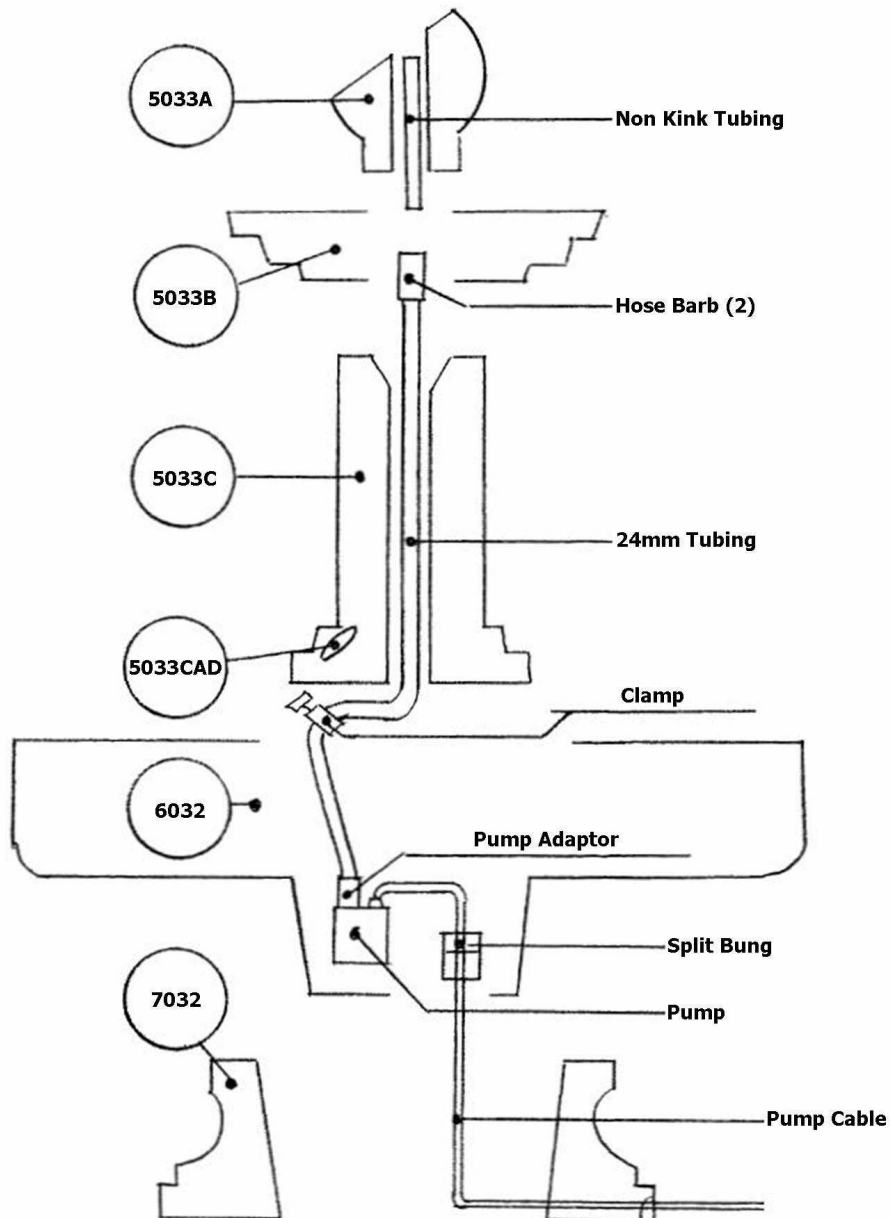 5033A
Non Kink Tubing
5033B
Hose Barb (2)
5033C
24mm Tubing
5033CAD
Clamp
6032
Pump Adaptor
Split Bung
7032
Pump
Pump Cable